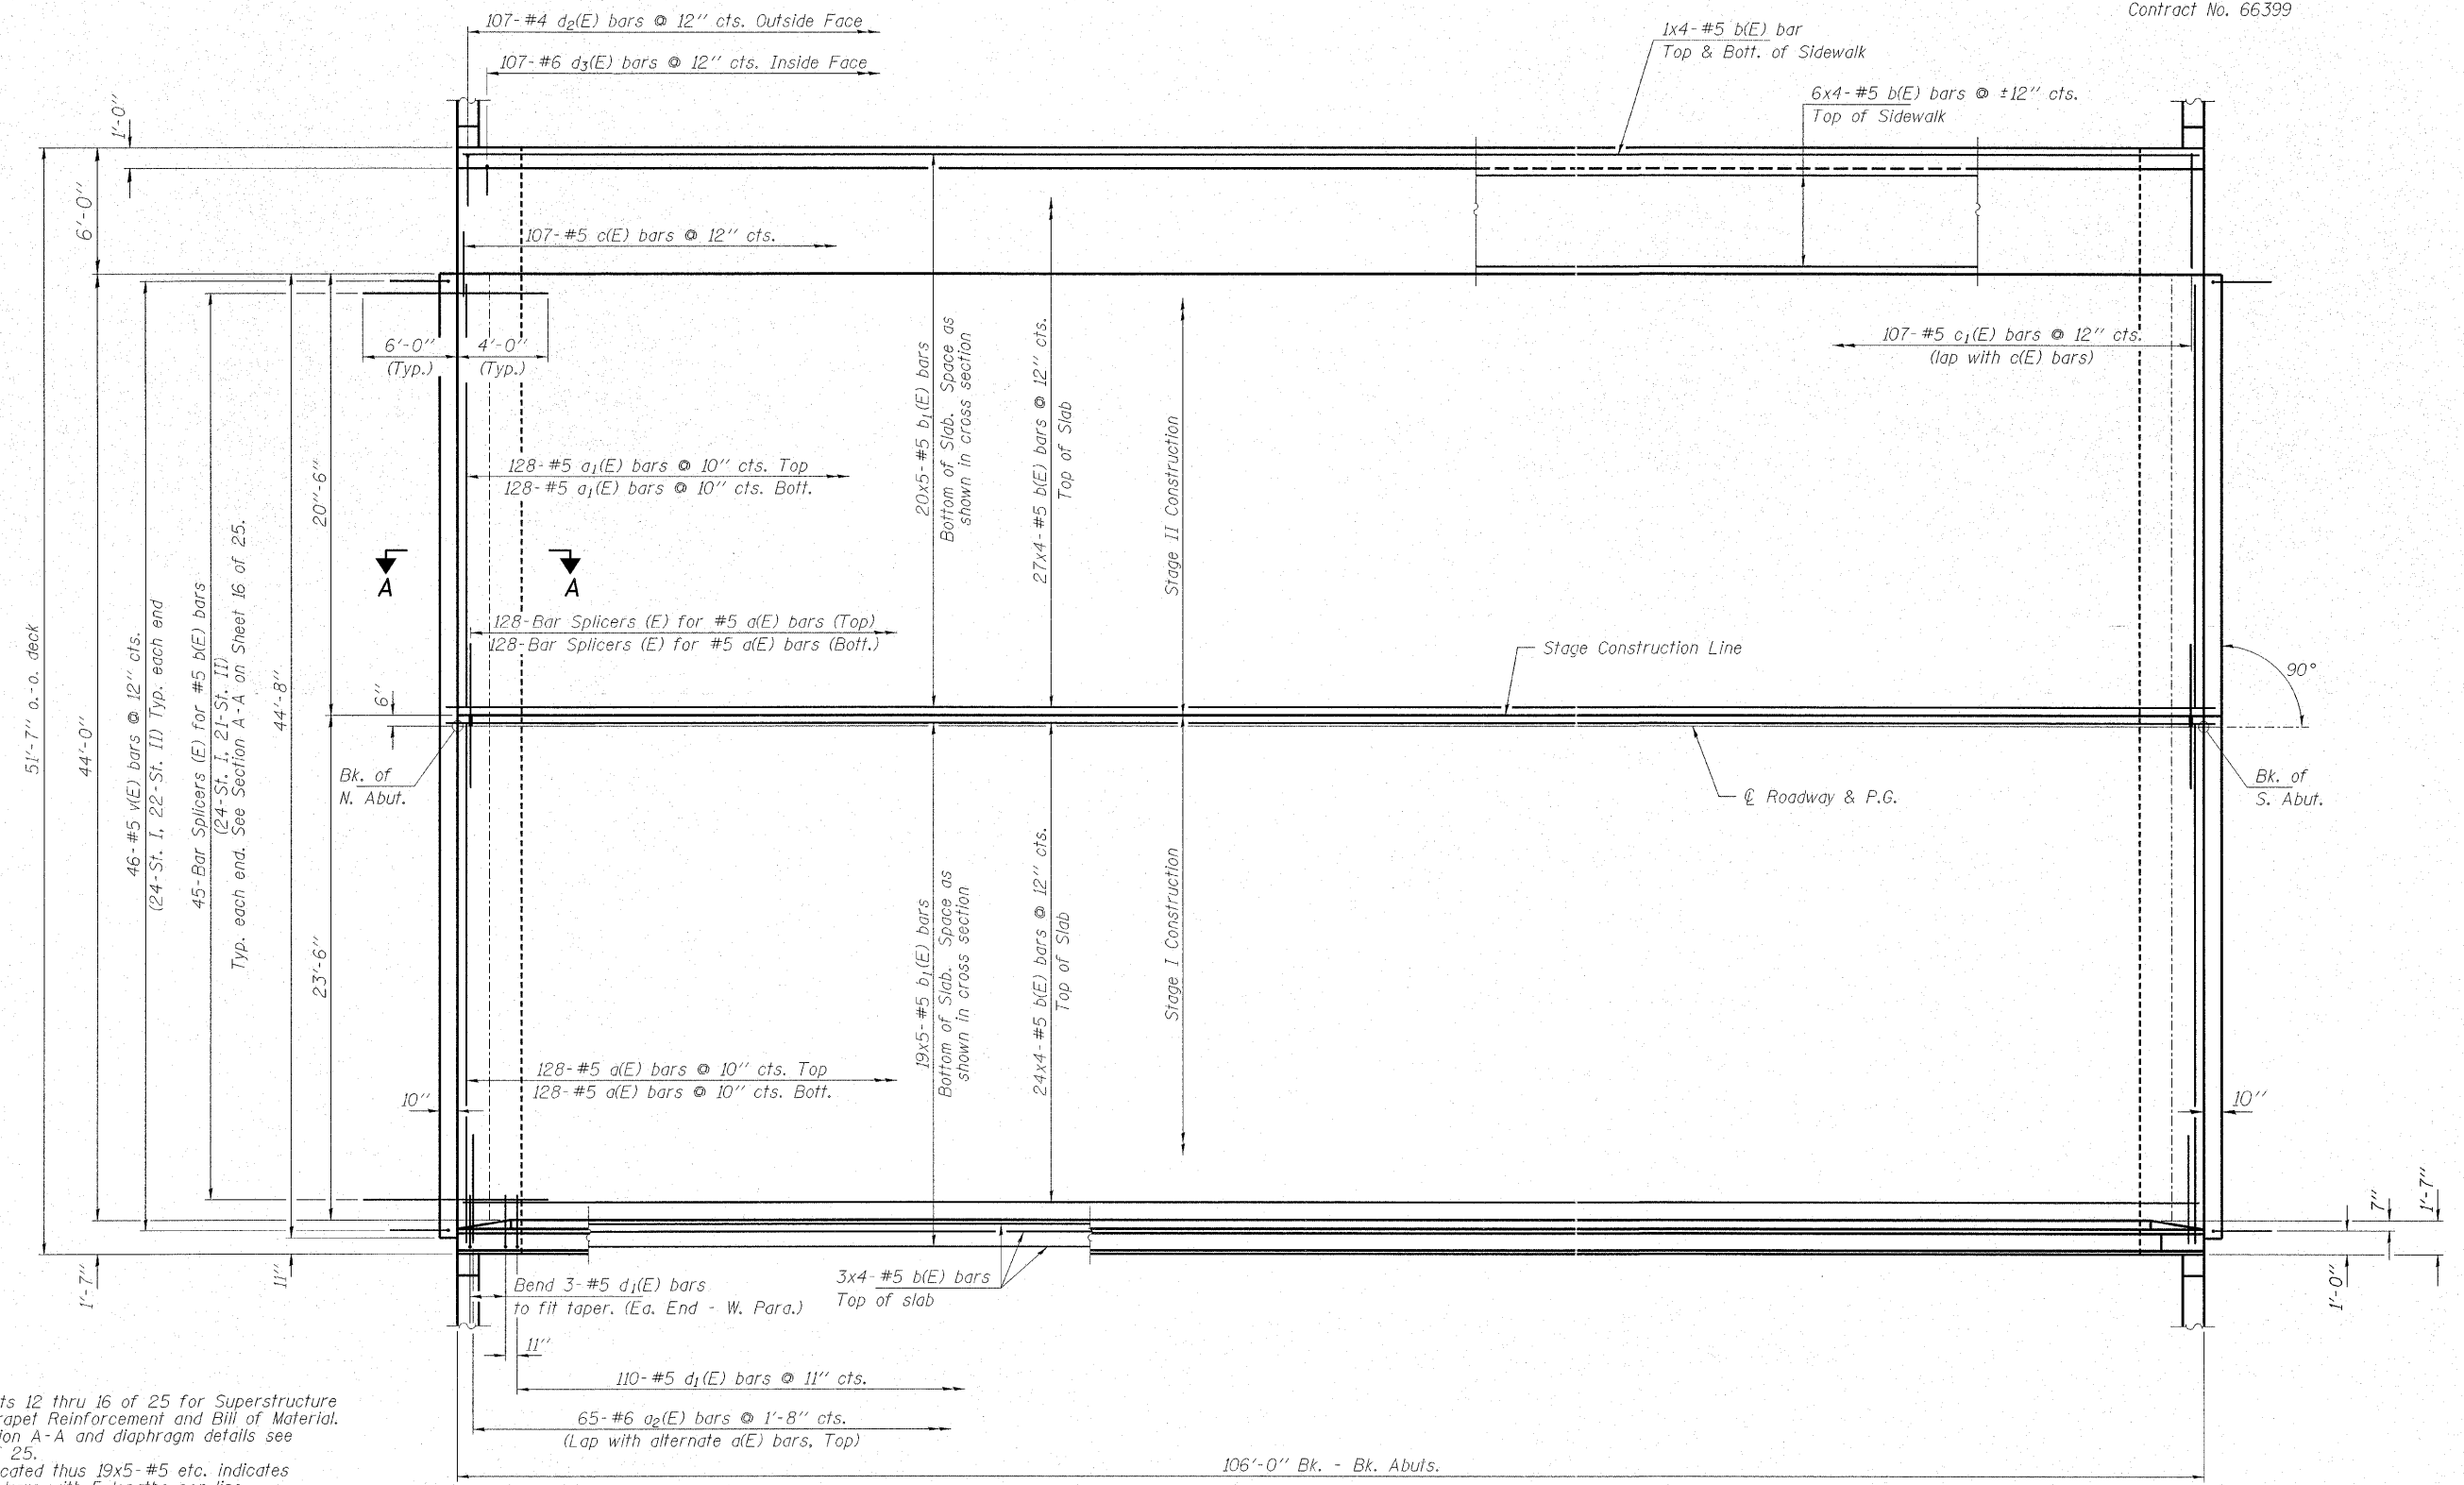 Contract No. 66399
107-#4 d2(E) bars @ 12" cts. Outside Face
107-#6 d3(E) bars @ 12" cts. Inside Face
1x4-#5 b(E) bar
Top & Bott. of Sidewalk
6x4-#5 b(E) bars @ ±12" cts.
Top of Sidewalk
1'-0"
6'-0"
107-#5 c(E) bars @ 12" cts.
6'-0"
(Typ.)
4'-0"
(Typ.)
107-#5 c1(E) bars @ 12" cts.
(lap with c(E) bars)
20x5-#5 b1(E) bars
Bottom of Slab. Space as
shown in cross section
27x4-#5 b(E) bars @ 12" cts.
Top of Slab
Stage II Construction
128-#5 a1(E) bars @ 10" cts. Top
128-#5 a1(E) bars @ 10" cts. Bott.
20"-6"
A
A
128-Bar Splicers (E) for #5 a(E) bars (Top)
128-Bar Splicers (E) for #5 a(E) bars (Bott.)
Stage Construction Line
90°
6"
51'-7" o.-o. deck
44'-0"
46-#5 v(E) bars @ 12" cts.
(24-St. I, 22-St. II) Typ. each end
45-Bar Splicers (E) for #5 b(E) bars
(24-St. I, 21-St. II)
Typ. each end. See Section A-A on Sheet 16 of 25.
44'-8"
Bk. of
N. Abut.
℄ Roadway & P.G.
Bk. of
S. Abut.
23'-6"
19x5-#5 b1(E) bars
Bottom of Slab. Space as
shown in cross section
24x4-#5 b(E) bars @ 12" cts.
Top of Slab
Stage I Construction
128-#5 a(E) bars @ 10" cts. Top
128-#5 a(E) bars @ 10" cts. Bott.
10"
10"
7"
1'-7"
1'-0"
1'-7"
11"
Bend 3-#5 d1(E) bars
to fit taper. (Ea. End - W. Para.)
3x4-#5 b(E) bars
Top of slab
11"
110-#5 d1(E) bars @ 11" cts.
65-#6 a2(E) bars @ 1'-8" cts.
(Lap with alternate a(E) bars, Top)
106'-0" Bk. - Bk. Abuts.
ts 12 thru 16 of 25 for Superstructure
rapet Reinforcement and Bill of Material.
ion A-A and diaphragm details see
25.
cated thus 19x5-#5 etc. indicates